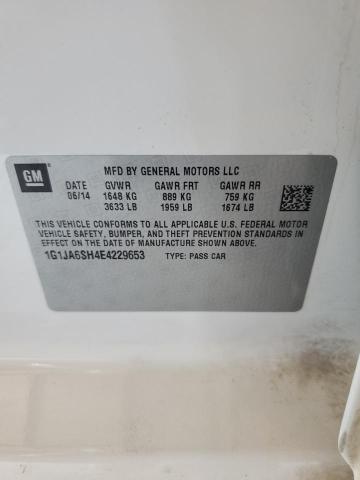 GM
MFD BY GENERAL MOTORS LLC
DATE GVWR GAWR FRT GAWR RR
06/14 1648 KG 889 KG 759 KG
3633 LB 1959 LB 1674 LB
THIS VEHICLE CONFORMS TO ALL APPLICABLE U.S. FEDERAL MOTOR
VEHICLE SAFETY, BUMPER, AND THEFT PREVENTION STANDARDS IN
EFFECT ON THE DATE OF MANUFACTURE SHOWN ABOVE.
1G1JA6SH4E4229653 TYPE: PASS CAR